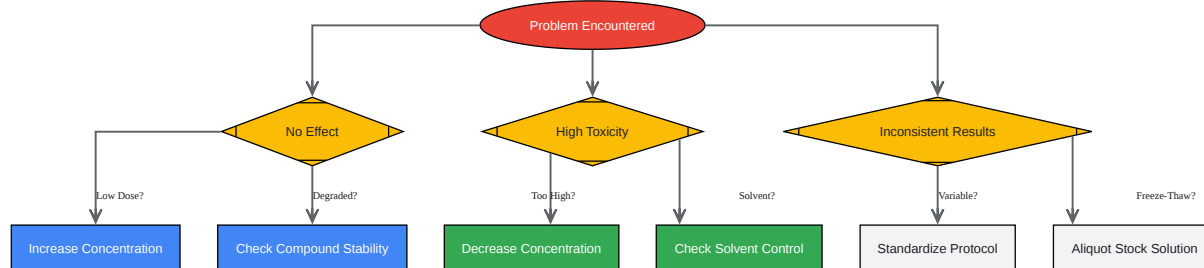 Problem Encountered
No Effect
High Toxicity
Inconsistent Results
Low Dose?
Degraded?
Too High?
Solvent?
Variable?
Freeze-Thaw?
Increase Concentration
Check Compound Stability
Decrease Concentration
Check Solvent Control
Standardize Protocol
Aliquot Stock Solution